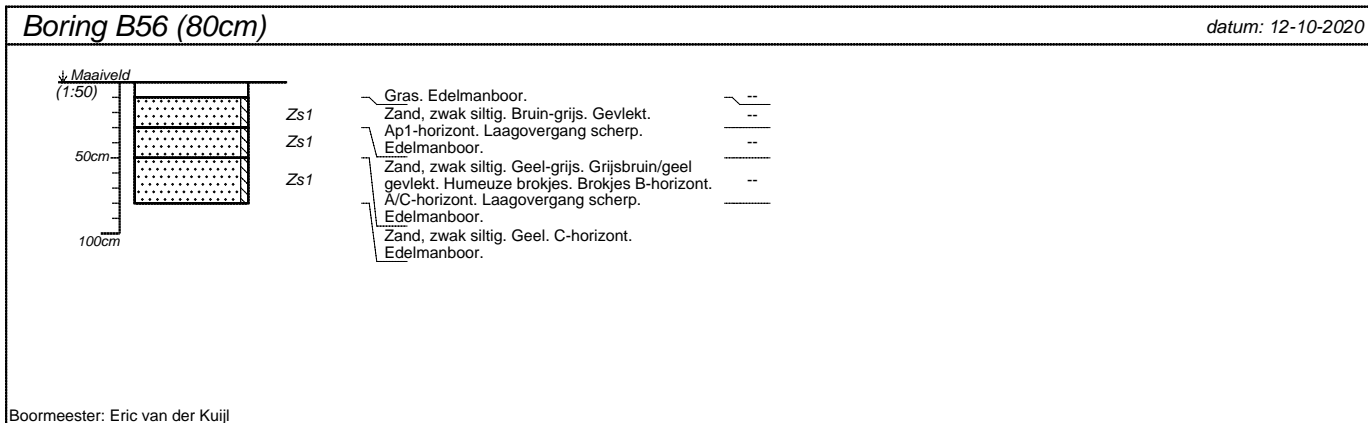 Boring B56 (80cm)
datum: 12-10-2020
Maaiveld
(1:50)
50cm
100cm
Zs1
Zs1
Zs1
Gras. Edelmanboor.
Zand, zwak siltig. Bruin-grijs. Gevlekt.
Ap1-horizont. Laagovergang scherp.
Edelmanboor.
Zand, zwak siltig. Geel-grijs. Grijsbruin/geel
gevlekt. Humeuze brokjes. Brokjes B-horizont.
A/C-horizont. Laagovergang scherp.
Edelmanboor.
Zand, zwak siltig. Geel. C-horizont.
Edelmanboor.
--
--
--
--
Boormeester: Eric van der Kuijl